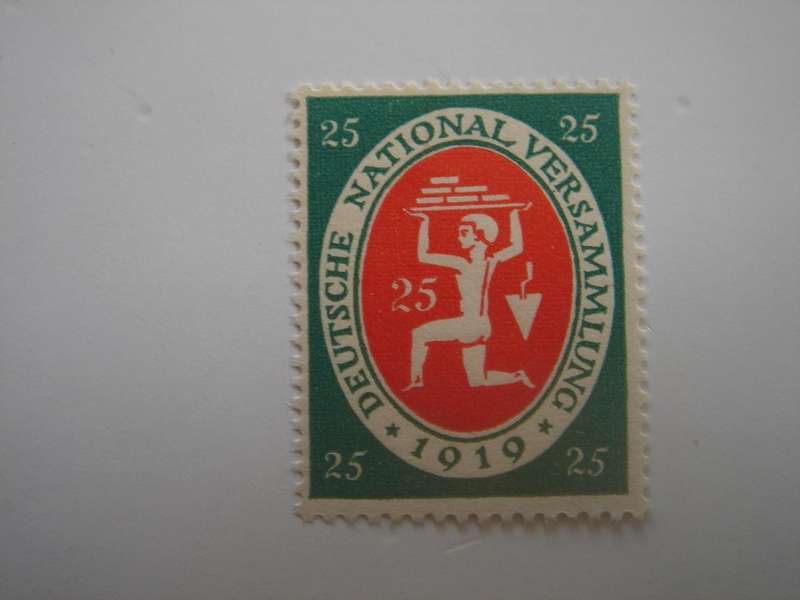 25 25
DEUTSCHE NATIONAL VERSAMMLUNG
25
* 1919 *
25 25